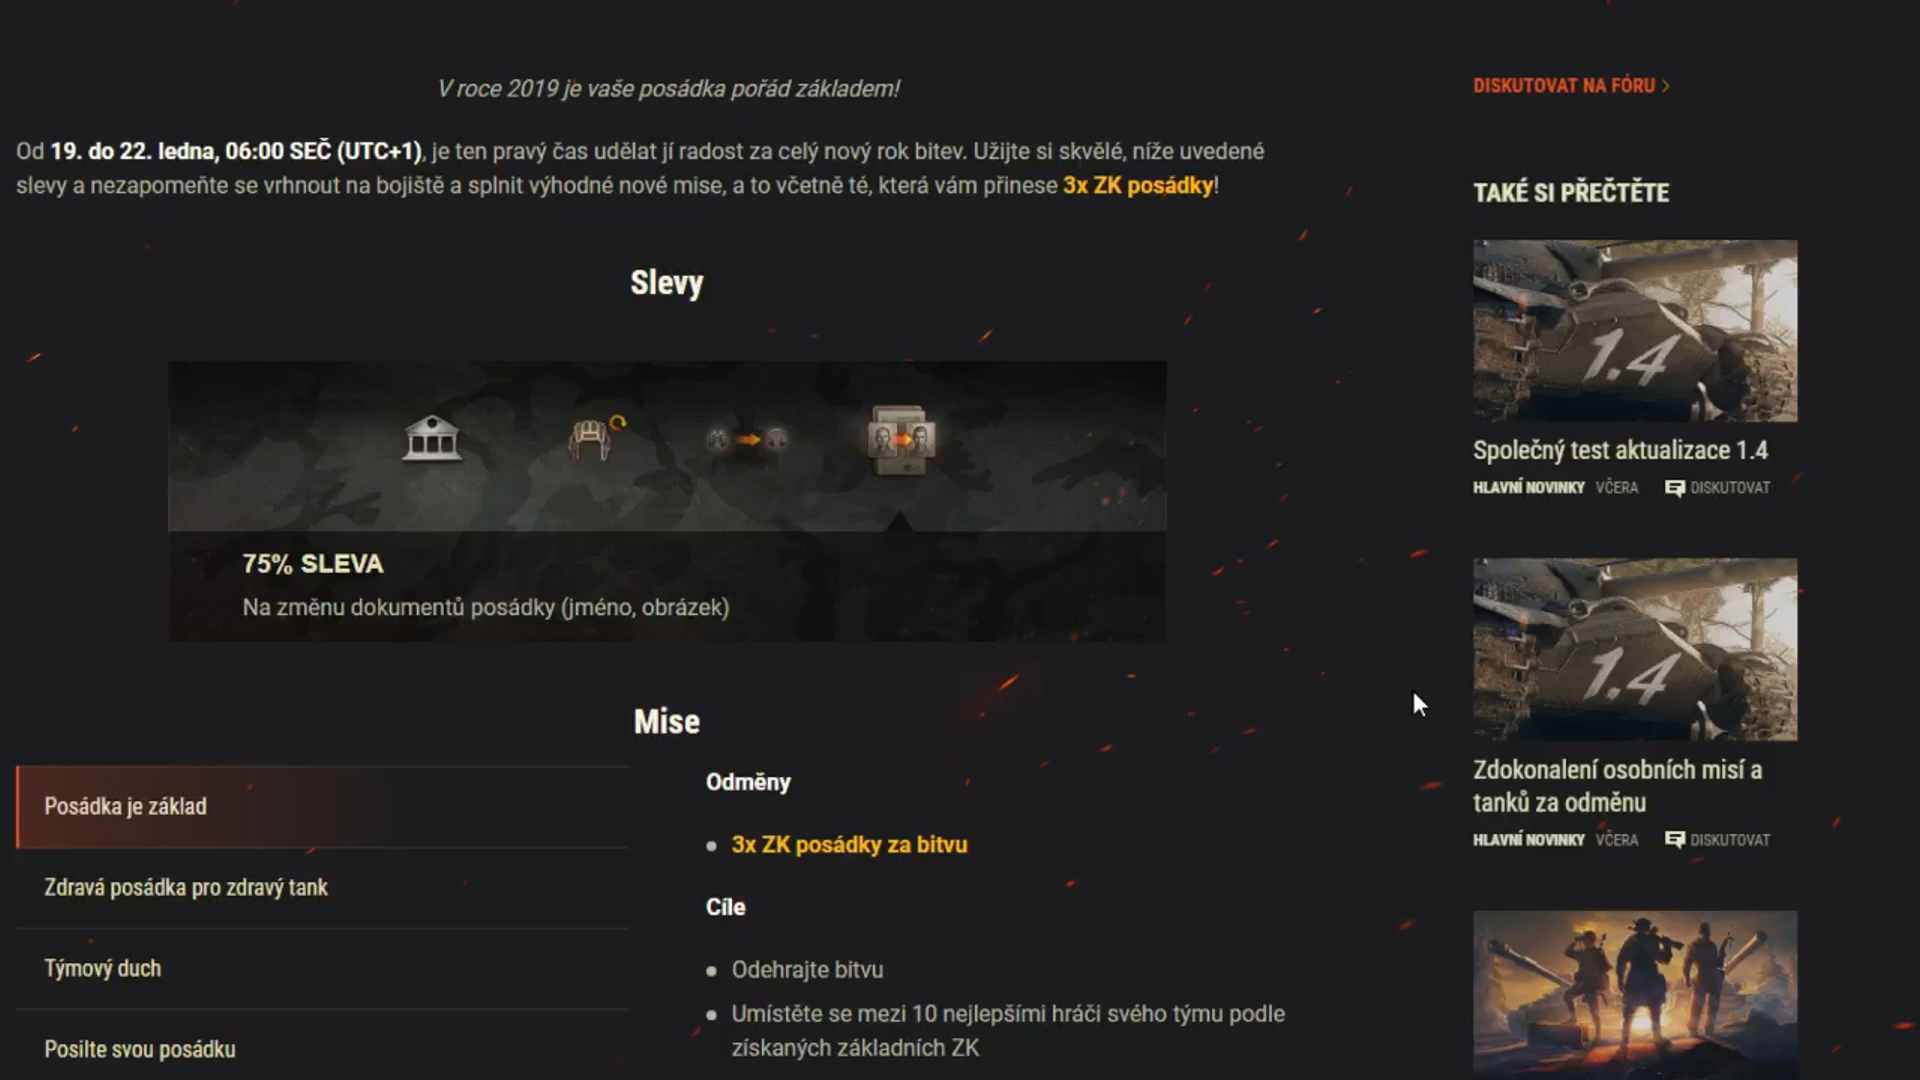 V roce 2019 je vaše posádka pořád základem!
Od 19. do 22. ledna, 06:00 SEČ (UTC+1), je ten pravý čas udělat jí radost za celý nový rok bitev. Užijte si skvělé, níže uvedené
slevy a nezapomeňte se vrhnout na bojiště a splnit výhodné nové mise, a to včetně té, která vám přinese 3x ZK posádky!
Slevy
75% SLEVA
Na změnu dokumentů posádky (jméno, obrázek)
Mise
Posádka je základ
Zdravá posádka pro zdravý tank
Týmový duch
Posilte svou posádku
Odměny
3x ZK posádky za bitvu
Cíle
Odehrajte bitvu
Umístěte se mezi 10 nejlepšími hráči svého týmu podle
získaných základních ZK
DISKUTOVAT NA FÓRU
TAKÉ SI PŘEČTĚTE
1.4
Společný test aktualizace 1.4
HLAVNÍ NOVINKY VČERA DISKUTOVAT
1.4
Zdokonalení osobních misí a
tanků za odměnu
HLAVNÍ NOVINKY VČERA DISKUTOVAT